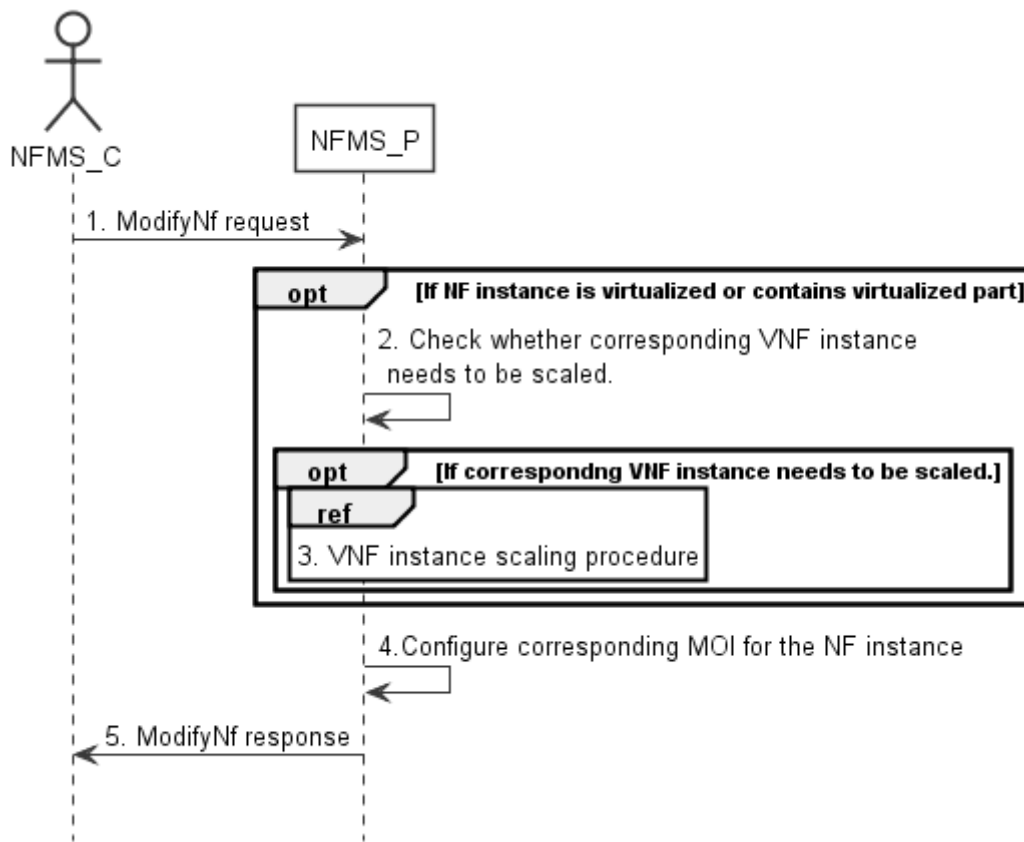 NFMS_C
NFMS_P
1. ModifyNf request
opt
[If NF instance is virtualized or contains virtualized part]
2. Check whether corresponding VNF instance
needs to be scaled.
opt
[If correspondng VNF instance needs to be scaled.]
ref
3. VNF instance scaling procedure
4.Configure corresponding MOI for the NF instance
5. ModifyNf response